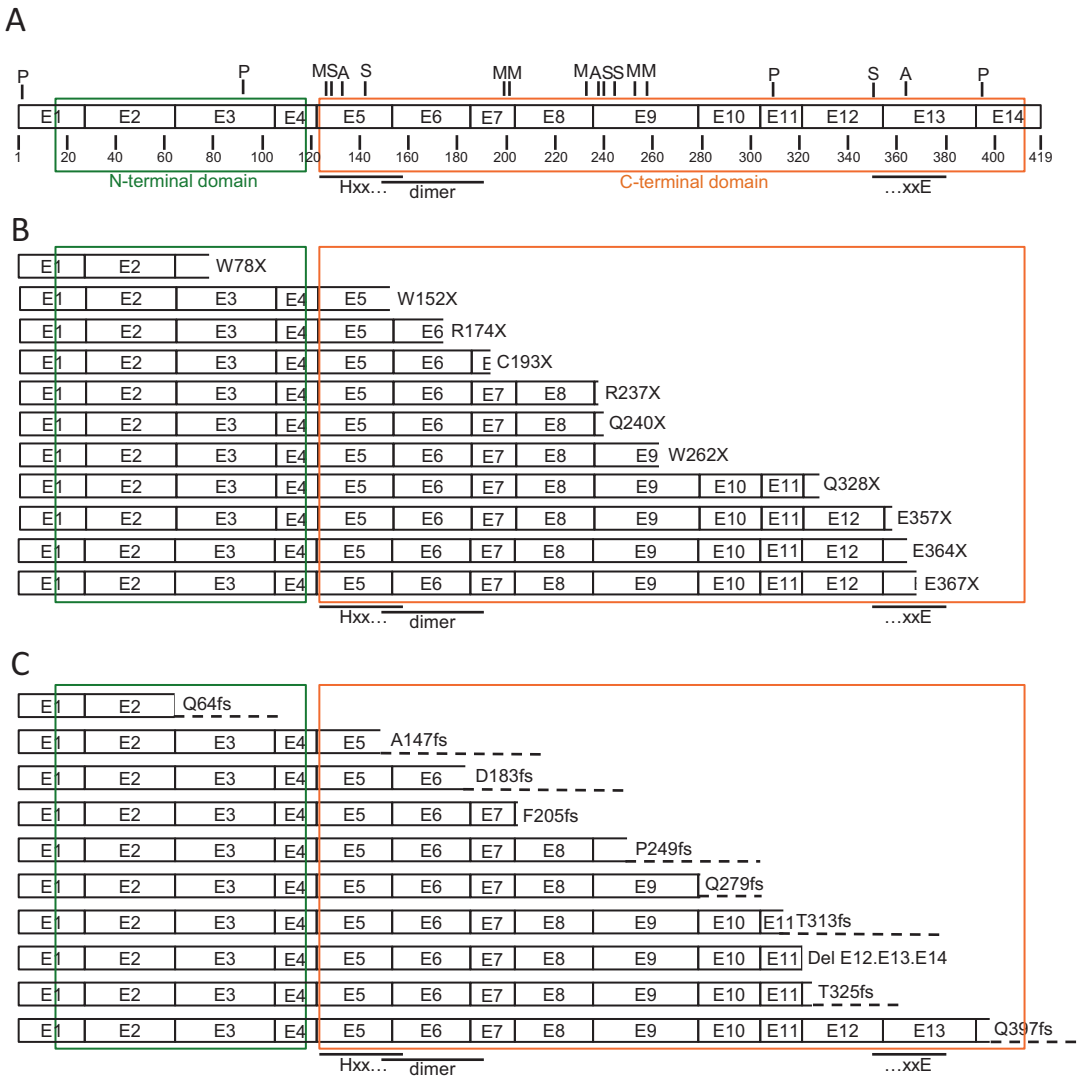 A
P P MSA S MM MASSMM P S A P
E1 E2 E3 E4 E5 E6 E7 E8 E9 E10 E11 E12 E13 E14
1 20 40 60 80 100 120 140 160 180 200 220 240 260 280 300 320 340 360 380 400 419
N-terminal domain C-terminal domain
Hxx... dimer ...xxE
B
E1 E2 W78X
E1 E2 E3 E4 E5 W152X
E1 E2 E3 E4 E5 E6 R174X
E1 E2 E3 E4 E5 E6 E C193X
E1 E2 E3 E4 E5 E6 E7 E8 R237X
E1 E2 E3 E4 E5 E6 E7 E8 Q240X
E1 E2 E3 E4 E5 E6 E7 E8 E9 W262X
E1 E2 E3 E4 E5 E6 E7 E8 E9 E10 E11 Q328X
E1 E2 E3 E4 E5 E6 E7 E8 E9 E10 E11 E12 E357X
E1 E2 E3 E4 E5 E6 E7 E8 E9 E10 E11 E12 E364X
E1 E2 E3 E4 E5 E6 E7 E8 E9 E10 E11 E12 E367X
Hxx... dimer ...xxE
C
E1 E2 Q64fs
E1 E2 E3 E4 E5 A147fs
E1 E2 E3 E4 E5 E6 D183fs
E1 E2 E3 E4 E5 E6 E7 F205fs
E1 E2 E3 E4 E5 E6 E7 E8 P249fs
E1 E2 E3 E4 E5 E6 E7 E8 E9 Q279fs
E1 E2 E3 E4 E5 E6 E7 E8 E9 E10 E11 T313fs
E1 E2 E3 E4 E5 E6 E7 E8 E9 E10 E11 Del E12.E13.E14
E1 E2 E3 E4 E5 E6 E7 E8 E9 E10 E11 T325fs
E1 E2 E3 E4 E5 E6 E7 E8 E9 E10 E11 E12 E13 Q397fs
Hxx... dimer ...xxE